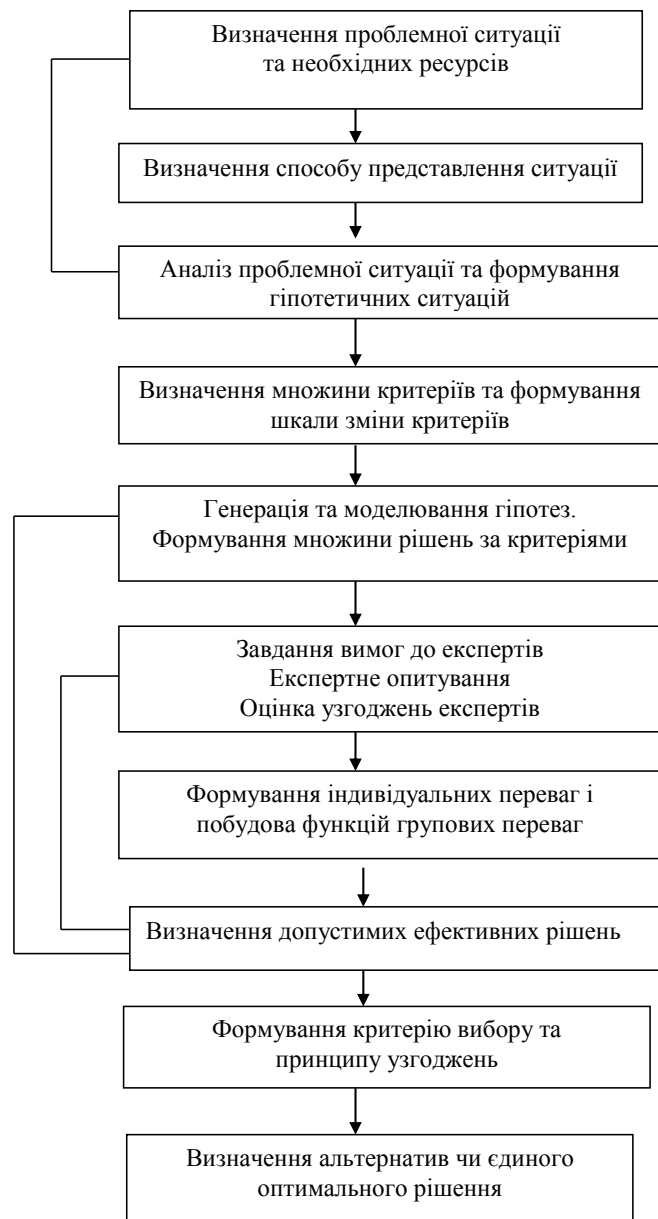 Визначення проблемної ситуації
та необхідних ресурсів
Визначення способу представлення ситуації
Аналіз проблемної ситуації та формування
гіпотетичних ситуацій
Визначення множини критеріїв та формування
шкали зміни критеріїв
Генерація та моделювання гіпотез.
Формування множини рішень за критеріями
Завдання вимог до експертів
Експертне опитування
Оцінка узгоджень експертів
Формування індивідуальних переваг і
побудова функцій групових переваг
Визначення допустимих ефективних рішень
Формування критерію вибору та
принципу узгоджень
Визначення альтернатив чи єдиного
оптимального рішення